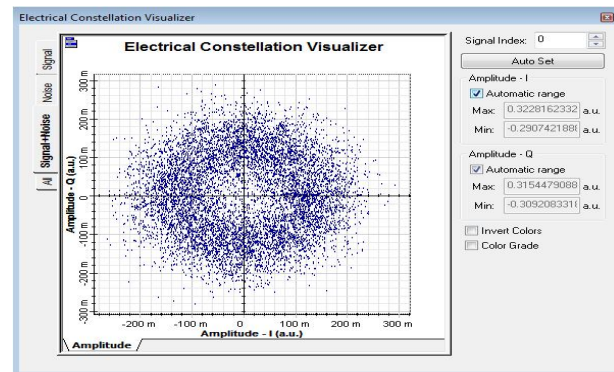 Electrical Constellation Visualizer
Signal
Noise
Signal+Noise
All
Electrical Constellation Visualizer
Amplitude - Q (a.u.)
300 m
200 m
100 m
0
-100 m
-200 m
-300 m
-200 m -100 m 0 100 m 200 m 300 m
Amplitude - I (a.u.)
Amplitude
Signal Index: 0
Auto Set
Amplitude - I
Automatic range
Max: 0.3228162332 a.u.
Min: -0.290742188 a.u.
Amplitude - Q
Automatic range
Max: 0.3154479088 a.u.
Min: -0.309208331 a.u.
Invert Colors
Color Grade